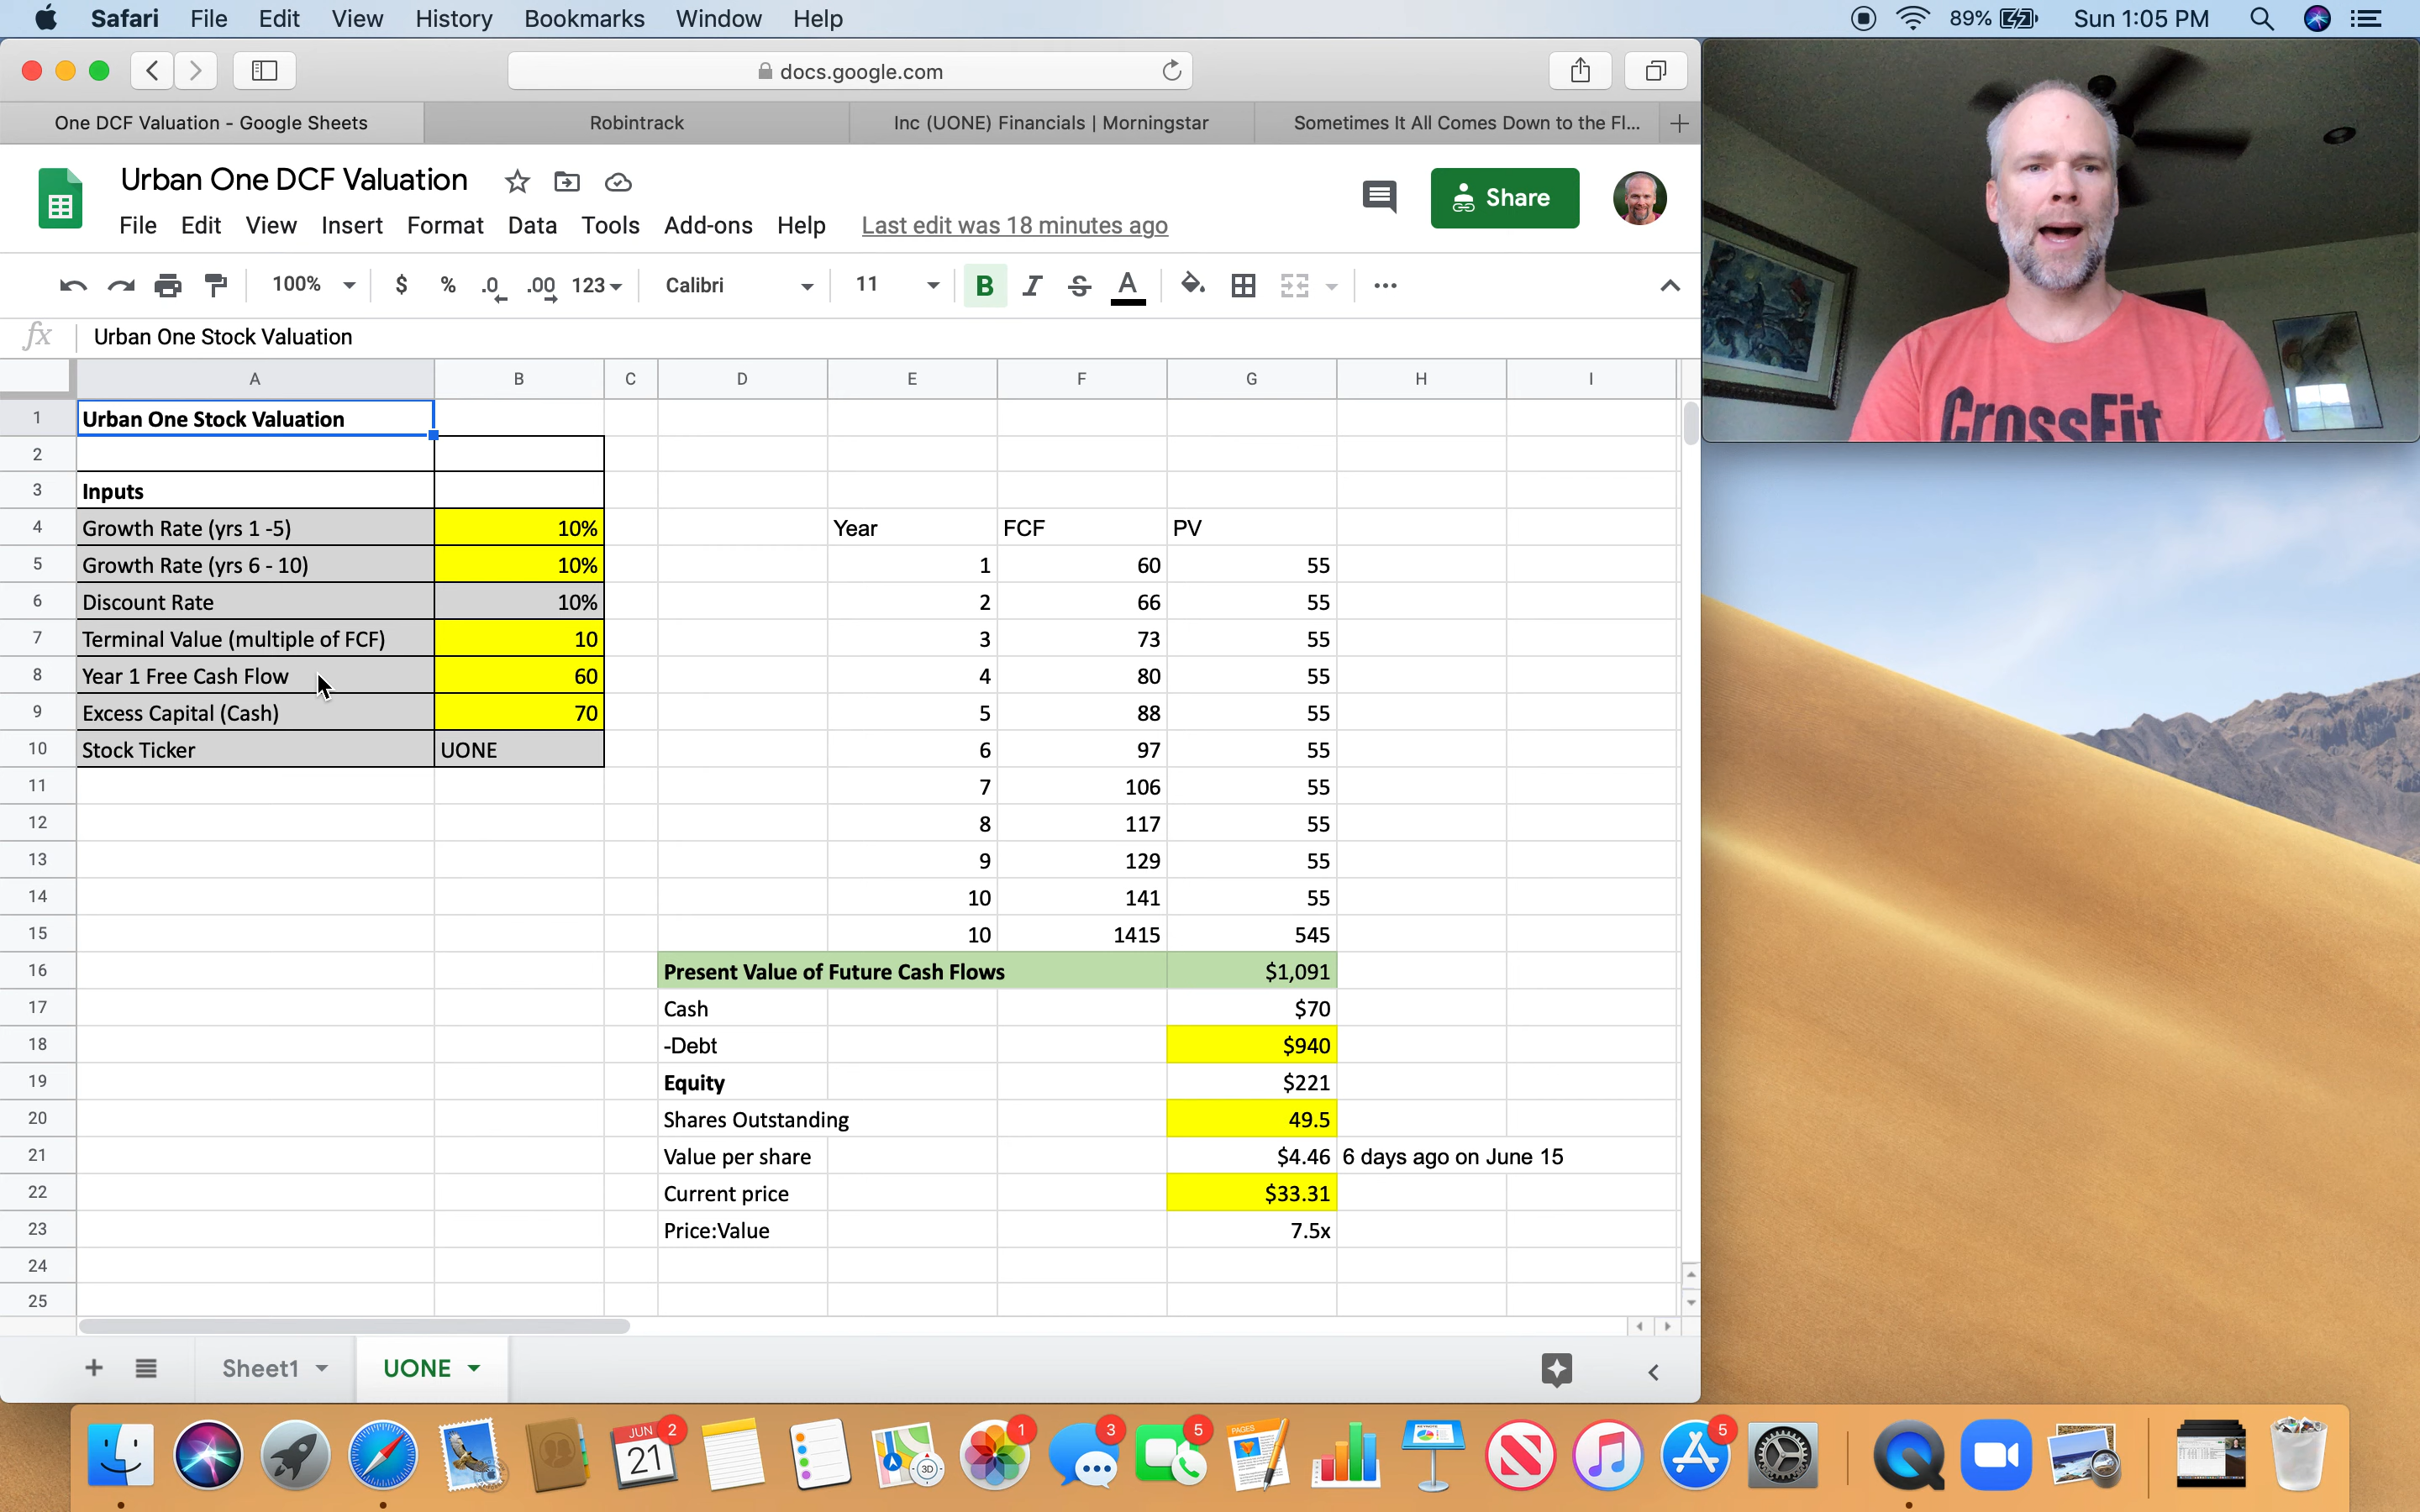 Safari File Edit View History Bookmarks Window Help 89% Sun 1:05 PM
docs.google.com
One DCF Valuation - Google Sheets Robintrack Inc (UONE) Financials | Morningstar Sometimes It All Comes Down to the Fl... +
Urban One DCF Valuation
Share
File Edit View Insert Format Data Tools Add-ons Help Last edit was 18 minutes ago
100% $ % .0 .00 123 Calibri 11 B I S A
fx Urban One Stock Valuation
A B C D E F G H I
1 Urban One Stock Valuation
2
3 Inputs
4 Growth Rate (yrs 1 -5) 10% Year FCF PV
5 Growth Rate (yrs 6 - 10) 10% 1 60 55
6 Discount Rate 10% 2 66 55
7 Terminal Value (multiple of FCF) 10 3 73 55
8 Year 1 Free Cash Flow 60 4 80 55
9 Excess Capital (Cash) 70 5 88 55
10 Stock Ticker UONE 6 97 55
11 7 106 55
12 8 117 55
13 9 129 55
14 10 141 55
15 10 1415 545
16 Present Value of Future Cash Flows $1,091
17 Cash $70
18 -Debt $940
19 Equity $221
20 Shares Outstanding 49.5
21 Value per share $4.46 6 days ago on June 15
22 Current price $33.31
23 Price:Value 7.5x
24
25
Sheet1 UONE
CrossFit
JUN 21 2 3D 1 3 5 PAGES 5